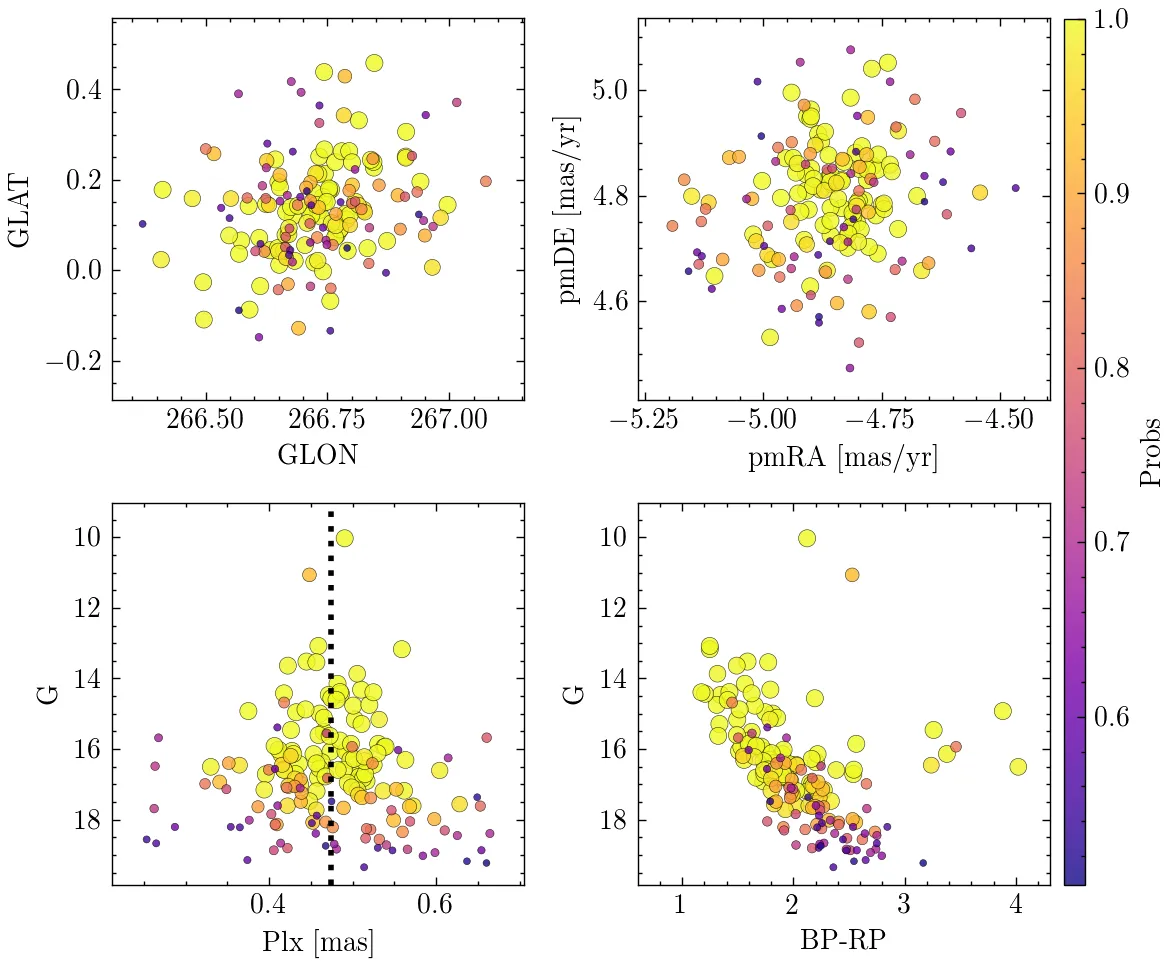 0.4
0.2
0.0
−0.2
GLAT
266.50 266.75 267.00
GLON
5.0
4.8
4.6
pmDE [mas/yr]
−5.25 −5.00 −4.75 −4.50
pmRA [mas/yr]
1.0
0.9
0.8
0.7
0.6
Probs
10
12
14
16
18
G
0.4 0.6
Plx [mas]
10
12
14
16
18
G
1 2 3 4
BP-RP